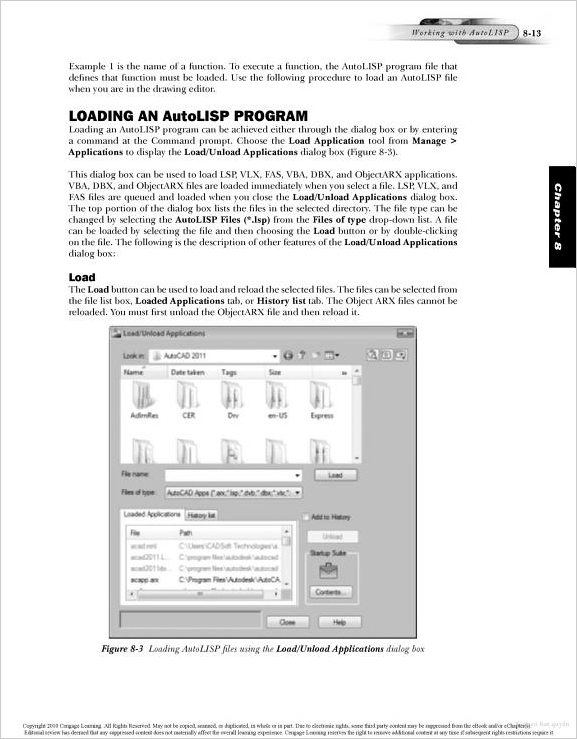 Working with AutoLISP 8-13
Example 1 is the name of a function. To execute a function, the AutoLISP program file that
defines that function must be loaded. Use the following procedure to load an AutoLISP file
when you are in the drawing editor.
LOADING AN AutoLISP PROGRAM
Loading an AutoLISP program can be achieved either through the dialog box or by entering
a command at the Command prompt. Choose the Load Application tool from Manage >
Applications to display the Load/Unload Applications dialog box (Figure 8-3).
This dialog box can be used to load LSP, VLX, FAS, VBA, DBX, and ObjectARX applications.
VBA, DBX, and ObjectARX files are loaded immediately when you select a file. LSP, VLX, and
FAS files are queued and loaded when you close the Load/Unload Applications dialog box.
The top portion of the dialog box lists the files in the selected directory. The file type can be
changed by selecting the AutoLISP Files (*.lsp) from the Files of type drop-down list. A file
can be loaded by selecting the file and then choosing the Load button or by double-clicking
on the file. The following is the description of other features of the Load/Unload Applications
dialog box:
Chapter 8
Load
The Load button can be used to load and reload the selected files. The files can be selected from
the file list box, Loaded Applications tab, or History list tab. The Object ARX files cannot be
reloaded. You must first unload the ObjectARX file and then reload it.
Load/Unload Applications
Look in: AutoCAD 2011
Name Date taken Tags Size
AdlmRes CER Drv en-US Express
File name: Load
Files of type: AutoCAD Apps (*.arx;*.lsp;*.dvb;*.dbx;*.vlx;
Loaded Applications History list Add to History
File Path
Unload
acad.mnl C:\Users\CADSoft Technologies\a
acad2011.L... C:\program files\autodesk\autocad
Startup Suite
acad2011do... C:\program files\autodesk\autocad
acapp.arx C:\Program Files\Autodesk\AutoCA
Contents...
Close Help
Figure 8-3 Loading AutoLISP files using the Load/Unload Applications dialog box
Copyright 2010 Cengage Learning. All Rights Reserved. May not be copied, scanned, or duplicated, in whole or in part. Due to electronic rights, some third party content may be suppressed from the eBook and/or eChapter(s).
Editorial review has deemed that any suppressed content does not materially affect the overall learning experience. Cengage Learning reserves the right to remove additional content at any time if subsequent rights restrictions require it.